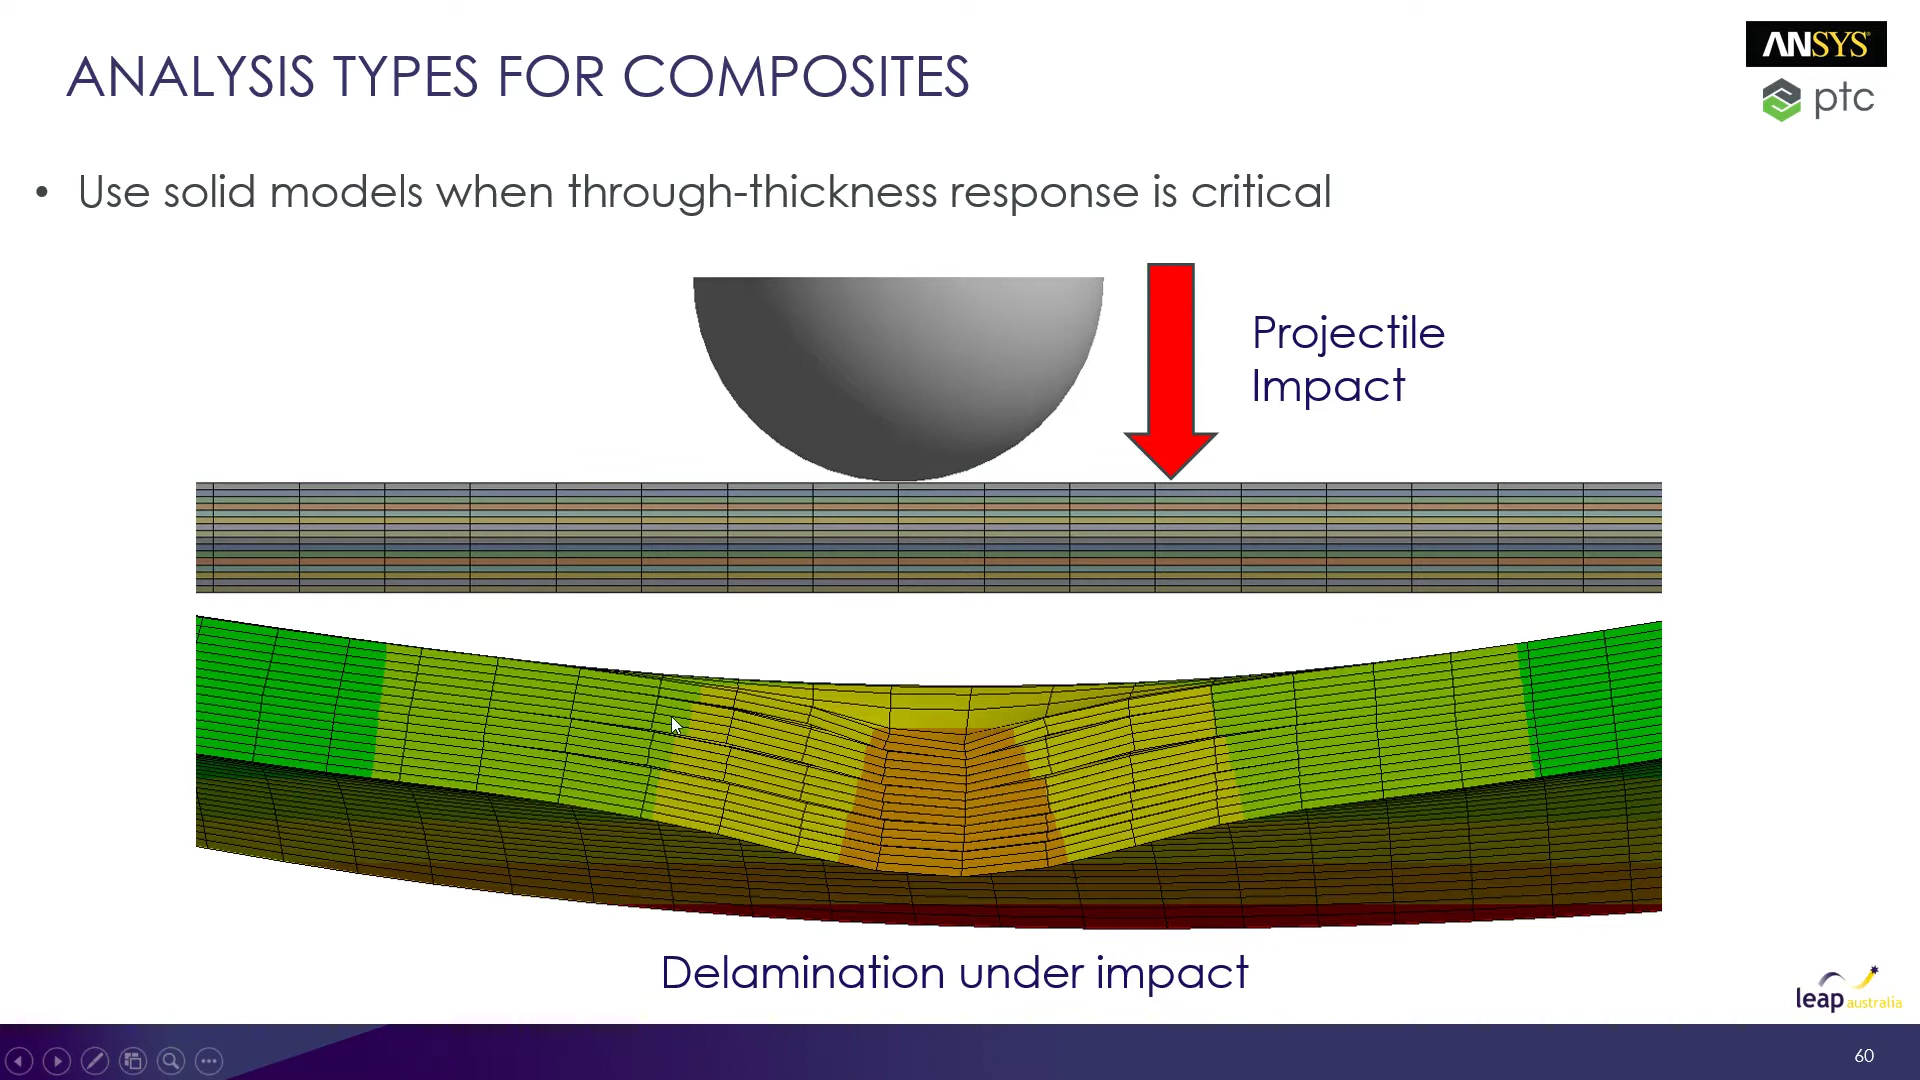 ANALYSIS TYPES FOR COMPOSITES
ANSYS®
ptc
• Use solid models when through-thickness response is critical
Projectile
Impact
Delamination under impact
leap australia
60